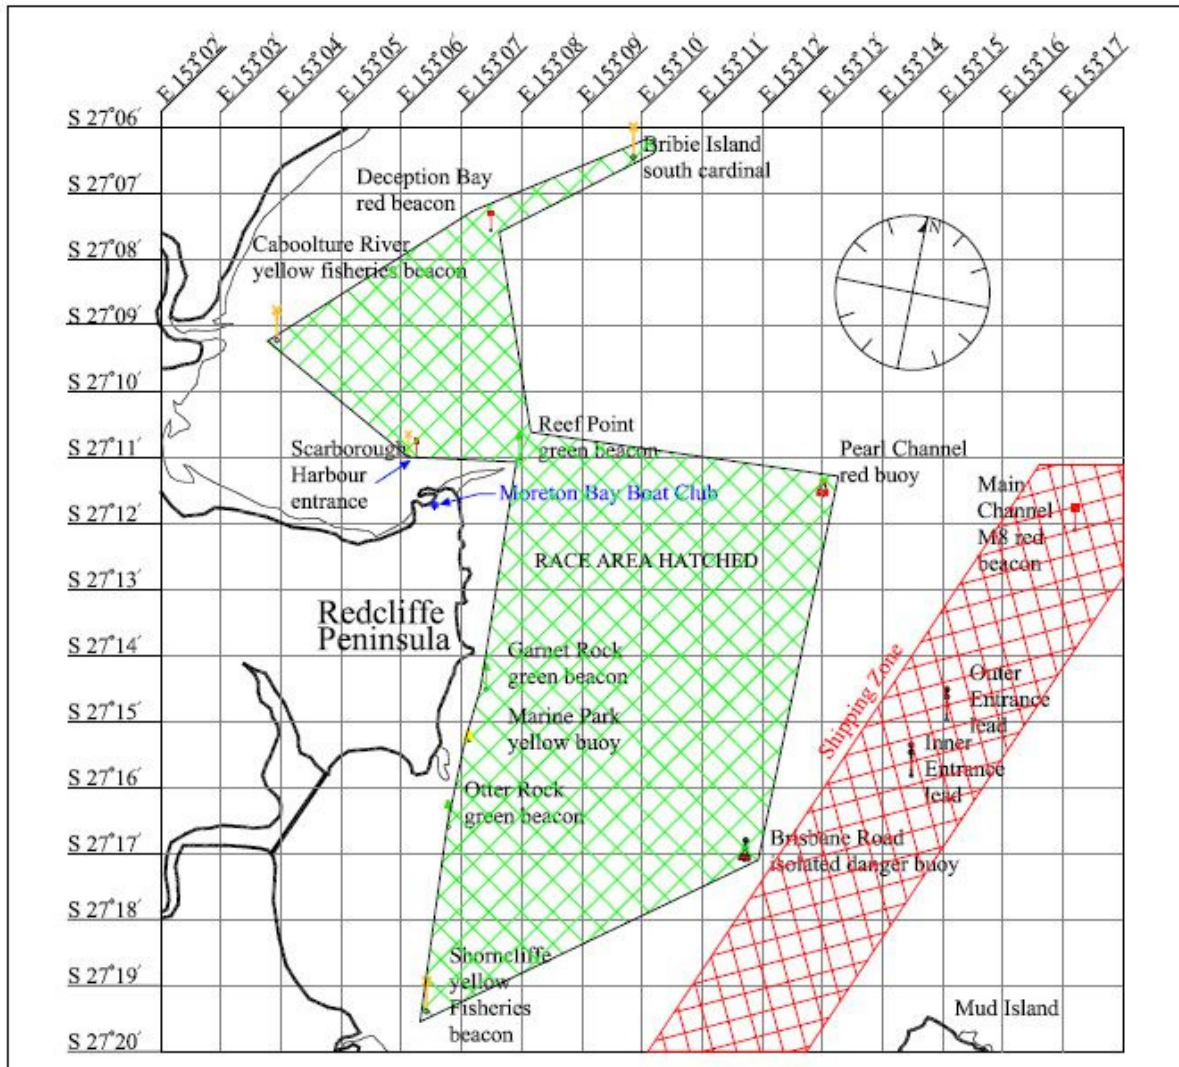 E 153°02'
E 153°03'
E 153°04'
E 153°05'
E 153°06'
E 153°07'
E 153°08'
E 153°09'
E 153°10'
E 153°11'
E 153°12'
E 153°13'
E 153°14'
E 153°15'
E 153°16'
E 153°17'
S 27°06'
S 27°07'
S 27°08'
S 27°09'
S 27°10'
S 27°11'
S 27°12'
S 27°13'
S 27°14'
S 27°15'
S 27°16'
S 27°17'
S 27°18'
S 27°19'
S 27°20'
Bribie Island
south cardinal
Deception Bay
red beacon
N
Caboolture River
yellow fisheries beacon
Reef Point
green beacon
Scarborough
Harbour
entrance
Pearl Channel
red buoy
Moreton Bay Boat Club
Main
Channel
M8 red
beacon
RACE AREA HATCHED
Redcliffe
Peninsula
Garnet Rock
green beacon
Marine Park
yellow buoy
Shipping Zone
Outer
Entrance
lead
Inner
Entrance
lead
Otter Rock
green beacon
Brisbane Road
isolated danger buoy
Shorncliffe
yellow
Fisheries
beacon
Mud Island